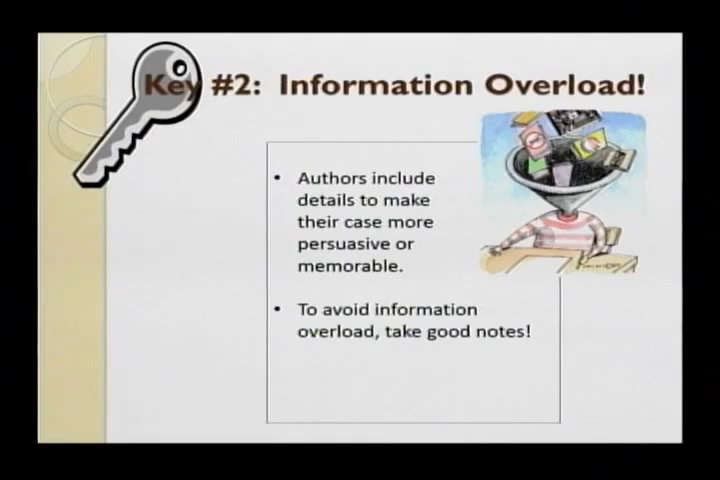 Key #2: Information Overload!
• Authors include
details to make
their case more
persuasive or
memorable.
• To avoid information
overload, take good notes!